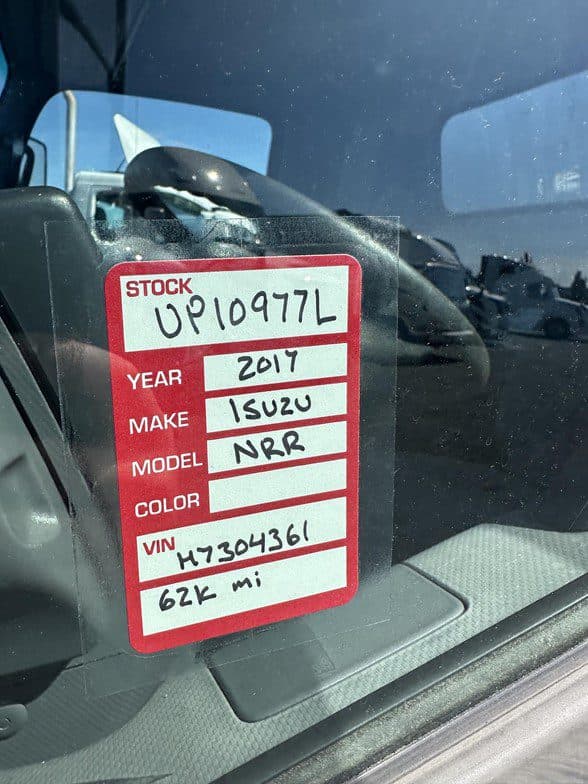 STOCK
UP10977L
YEAR 2017
MAKE ISUZU
MODEL NRR
COLOR
VIN H7304361
62K mi